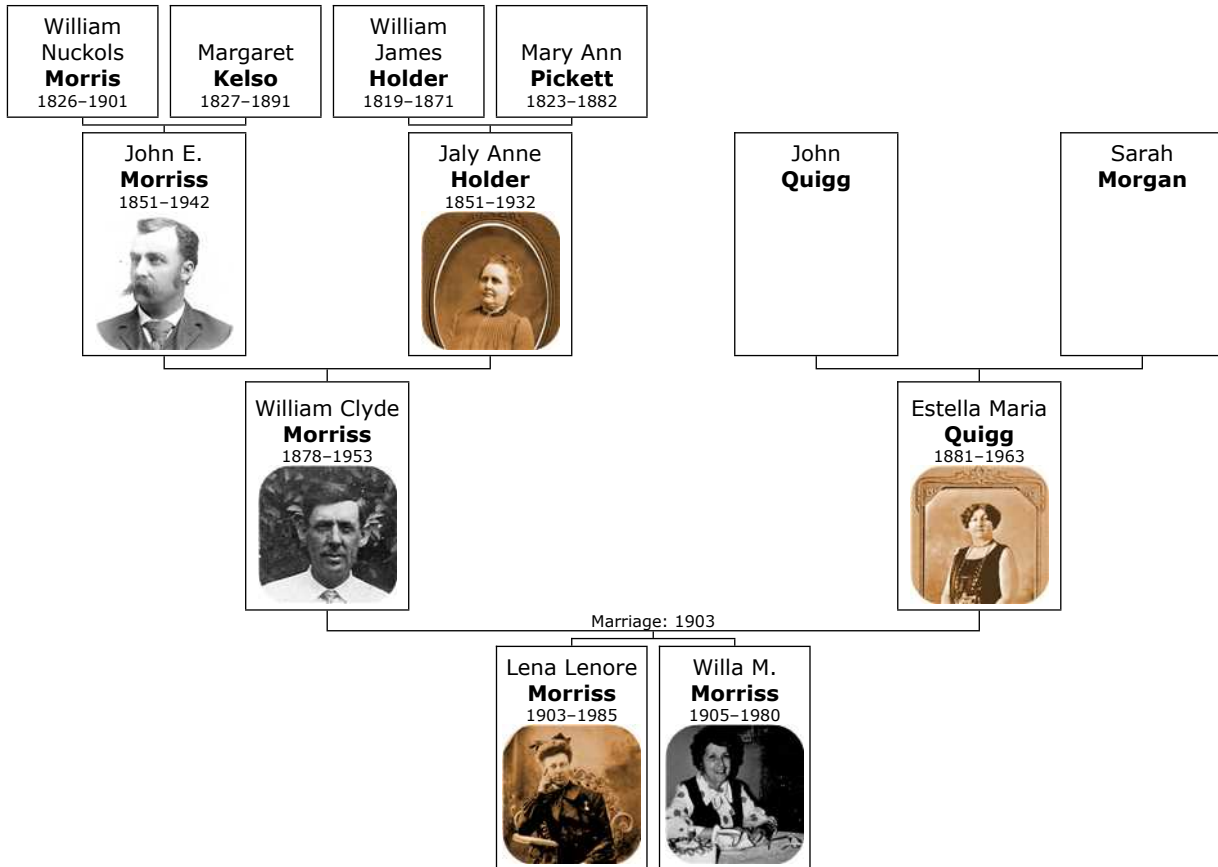 William
Nuckols
Morris
1826–1901
Margaret
Kelso
1827–1891
William
James
Holder
1819–1871
Mary Ann
Pickett
1823–1882
John E.
Morriss
1851–1942
Jaly Anne
Holder
1851–1932
John
Quigg
Sarah
Morgan
William Clyde
Morriss
1878–1953
Estella Maria
Quigg
1881–1963
Marriage: 1903
Lena Lenore
Morriss
1903–1985
Willa M.
Morriss
1905–1980